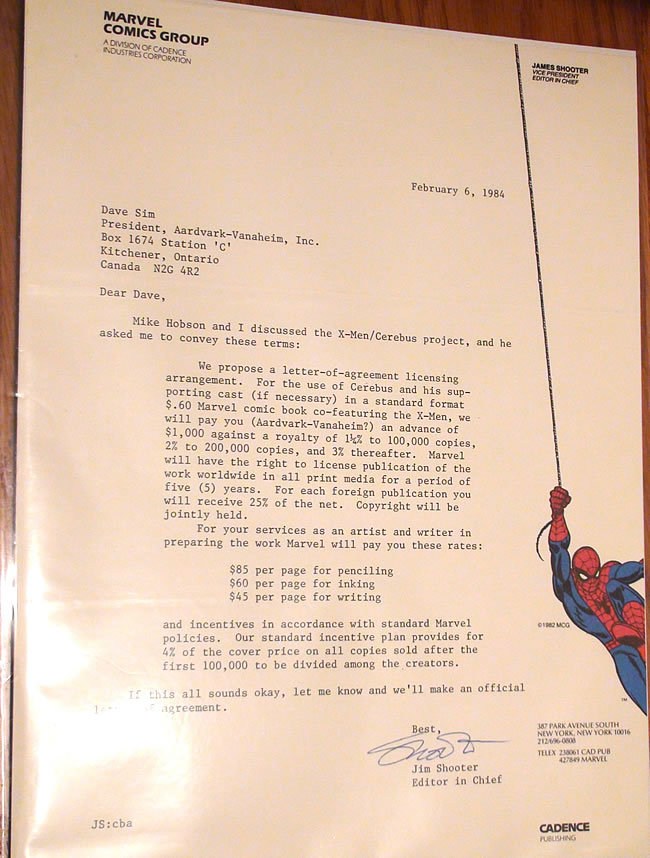 MARVEL
COMICS GROUP
A DIVISION OF CADENCE
INDUSTRIES CORPORATION
JAMES SHOOTER
VICE PRESIDENT
EDITOR IN CHIEF
February 6, 1984
Dave Sim
President, Aardvark-Vanaheim, Inc.
Box 1674 Station 'C'
Kitchener, Ontario
Canada N2G 4R2
Dear Dave,
Mike Hobson and I discussed the X-Men/Cerebus project, and he
asked me to convey these terms:
We propose a letter-of-agreement licensing
arrangement. For the use of Cerebus and his sup-
porting cast (if necessary) in a standard format
$.60 Marvel comic book co-featuring the X-Men, we
will pay you (Aardvark-Vanaheim?) an advance of
$1,000 against a royalty of to 100,000 copies,
2% to 200,000 copies, and 3% thereafter. Marvel
will have the right to license publication of the
work worldwide in all print media for a period of
five (5) years. For each foreign publication you
will receive 25% of the net. Copyright will be
jointly held.
For your services as an artist and writer in
preparing the work Marvel will pay you these rates:
$85 per page for penciling
$60 per page for inking
$45 per page for writing
and incentives in accordance with standard Marvel
policies. Our standard incentive plan provides for
4% of the cover price on all copies sold after the
first 100,000 to be divided among the creators.
If this all sounds okay, let me know and we'll make an official
of agreement.
Best,
Jim Shooter
Editor in Chief
JS:cba
©1982 MCG
TM
387 PARK AVENUE SOUTH
NEW YORK, NEW YORK 10016
212/696-0808
TELEX 238061 CAD PUB
427849 MARVEL
CADENCE
PUBLISHING